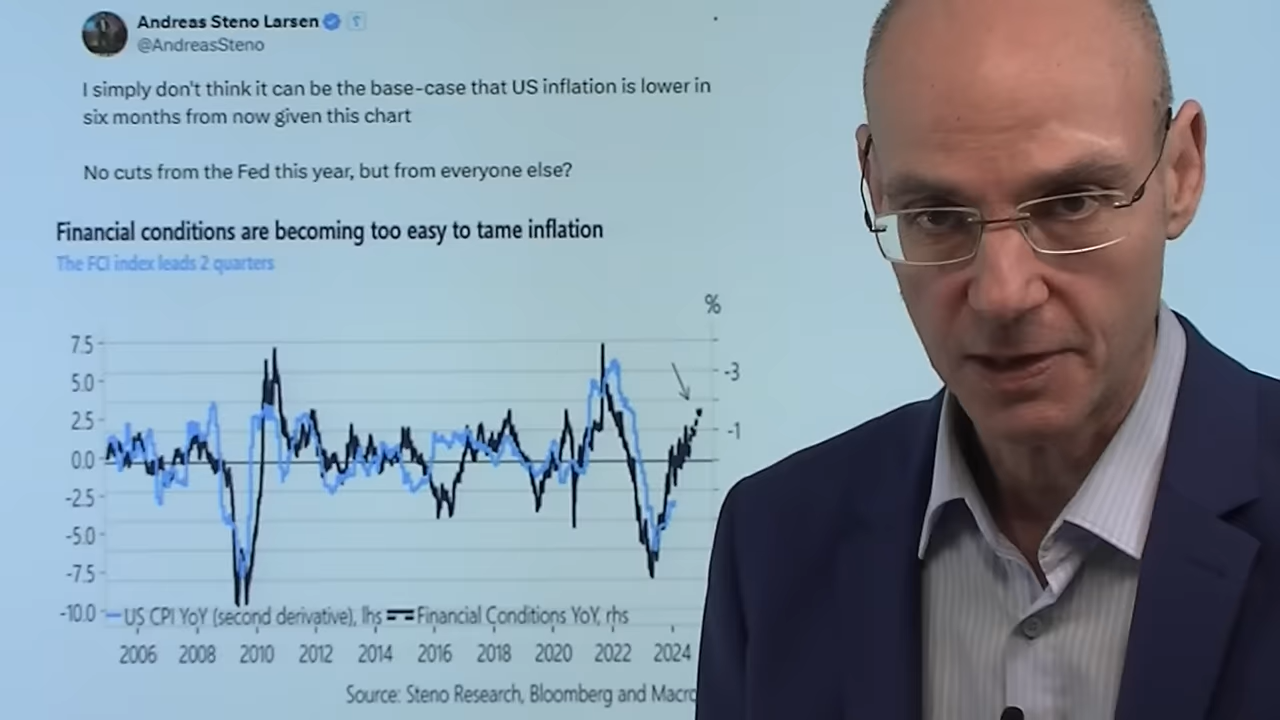 Andreas Steno Larsen
@AndreasSteno
I simply don't think it can be the base-case that US inflation is lower in
six months from now given this chart
No cuts from the Fed this year, but from everyone else?
Financial conditions are becoming too easy to tame inflation
The FCI index leads 2 quarters
%
7.5
5.0
2.5
0.0
-2.5
-5.0
-7.5
-10.0
-3
-1
US CPI YoY (second derivative), lhs Financial Conditions YoY, rhs
2006 2008 2010 2012 2014 2016 2018 2020 2022 2024
Source: Steno Research, Bloomberg and Macro